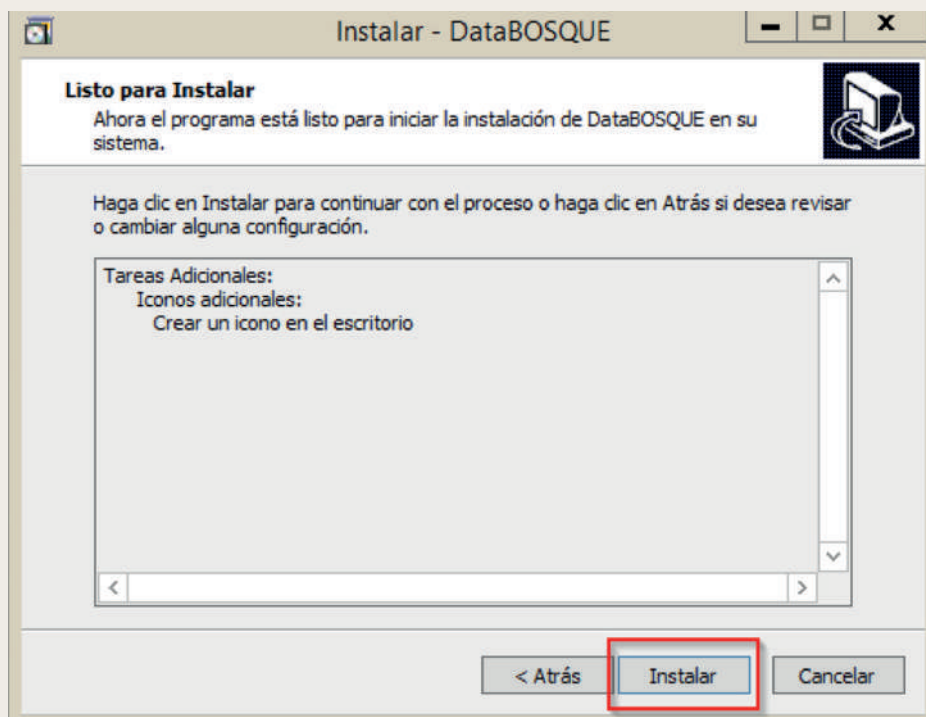 Instalar - DataBOSQUE
Listo para Instalar
Ahora el programa está listo para iniciar la instalación de DataBOSQUE en su
sistema.
Haga clic en Instalar para continuar con el proceso o haga clic en Atrás si desea revisar
o cambiar alguna configuración.
Tareas Adicionales:
Iconos adicionales:
Crear un icono en el escritorio
< Atrás
Instalar
Cancelar